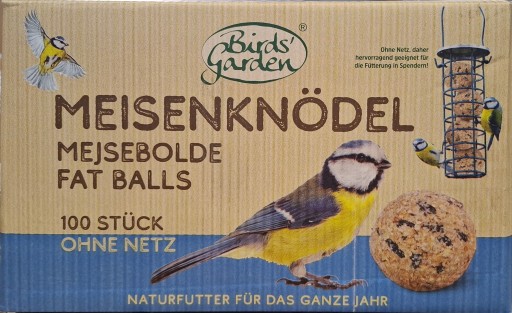 Birds'
Garden®
Ohne Netz, daher
hervorragend geeignet für
die Fütterung in Spendern!
MEISENKNÖDEL
MEJSEBOLDE
FAT BALLS
100 STÜCK
OHNE NETZ
NATURFUTTER FÜR DAS GANZE JAHR